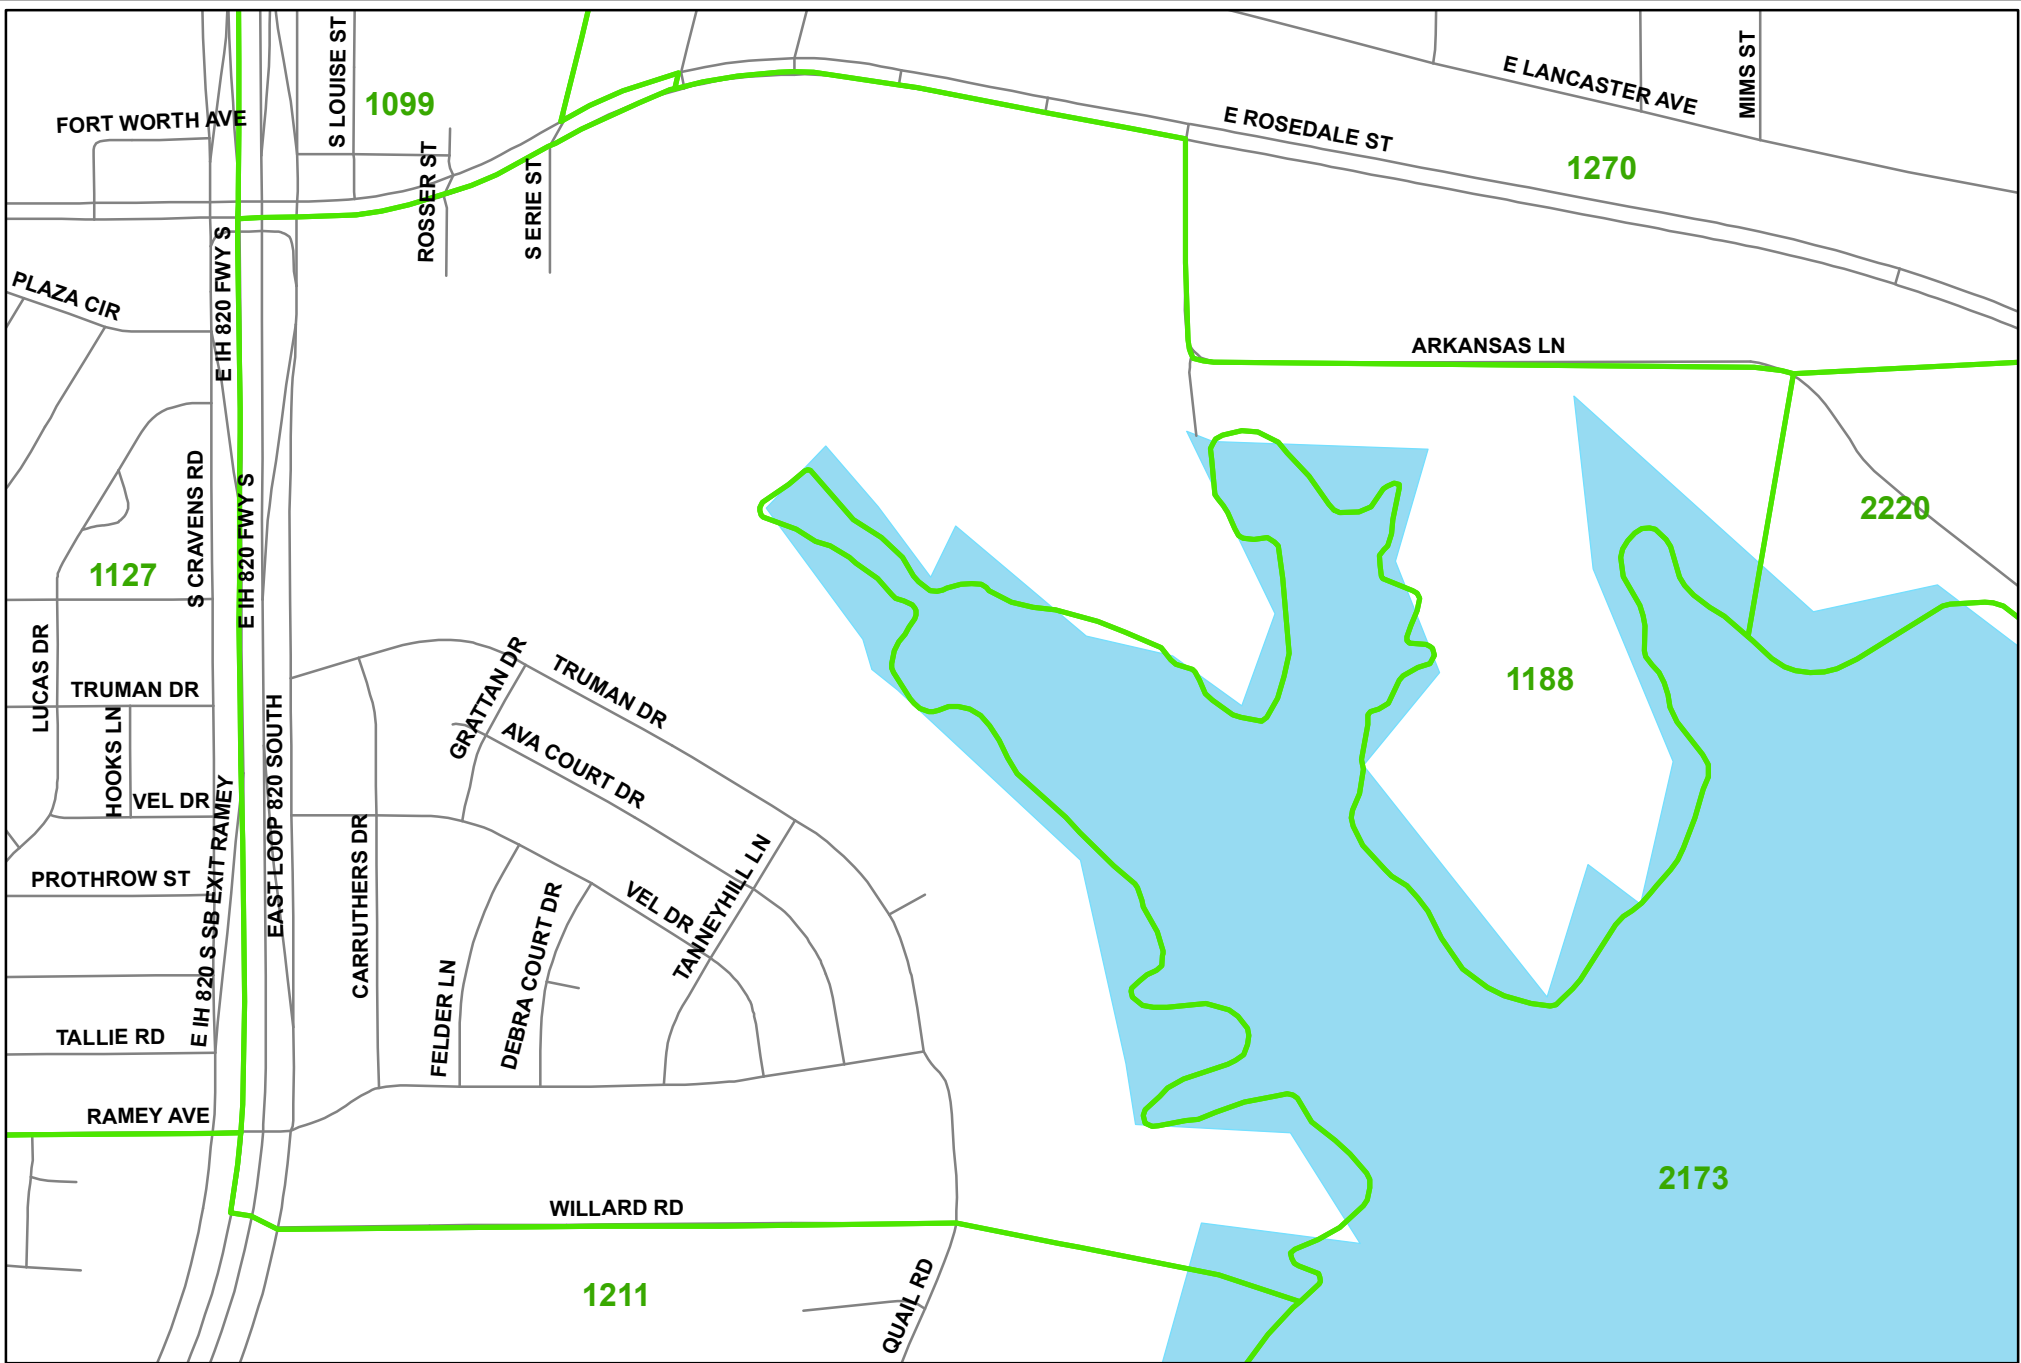 S LOUISE ST
1099
FORT WORTH AVE
E LANCASTER AVE
MIMS ST
E ROSEDALE ST
1270
ROSSER ST
S ERIE ST
E IH 820 FWY S
PLAZA CIR
ARKANSAS LN
S CRAVENS RD
E IH 820 FWY S
2220
1127
LUCAS DR
TRUMAN DR
HOOKS LN
VEL DR
GRATTAN DR
TRUMAN DR
AVA COURT DR
1188
EAST LOOP 820 SOUTH
E IH 820 S SB EXIT RAMEY
PROTHROW ST
CARRUTHERS DR
VEL DR
TANNEYHILL LN
DEBRA COURT DR
FELDER LN
TALLIE RD
RAMEY AVE
2173
WILLARD RD
1211
QUAIL RD